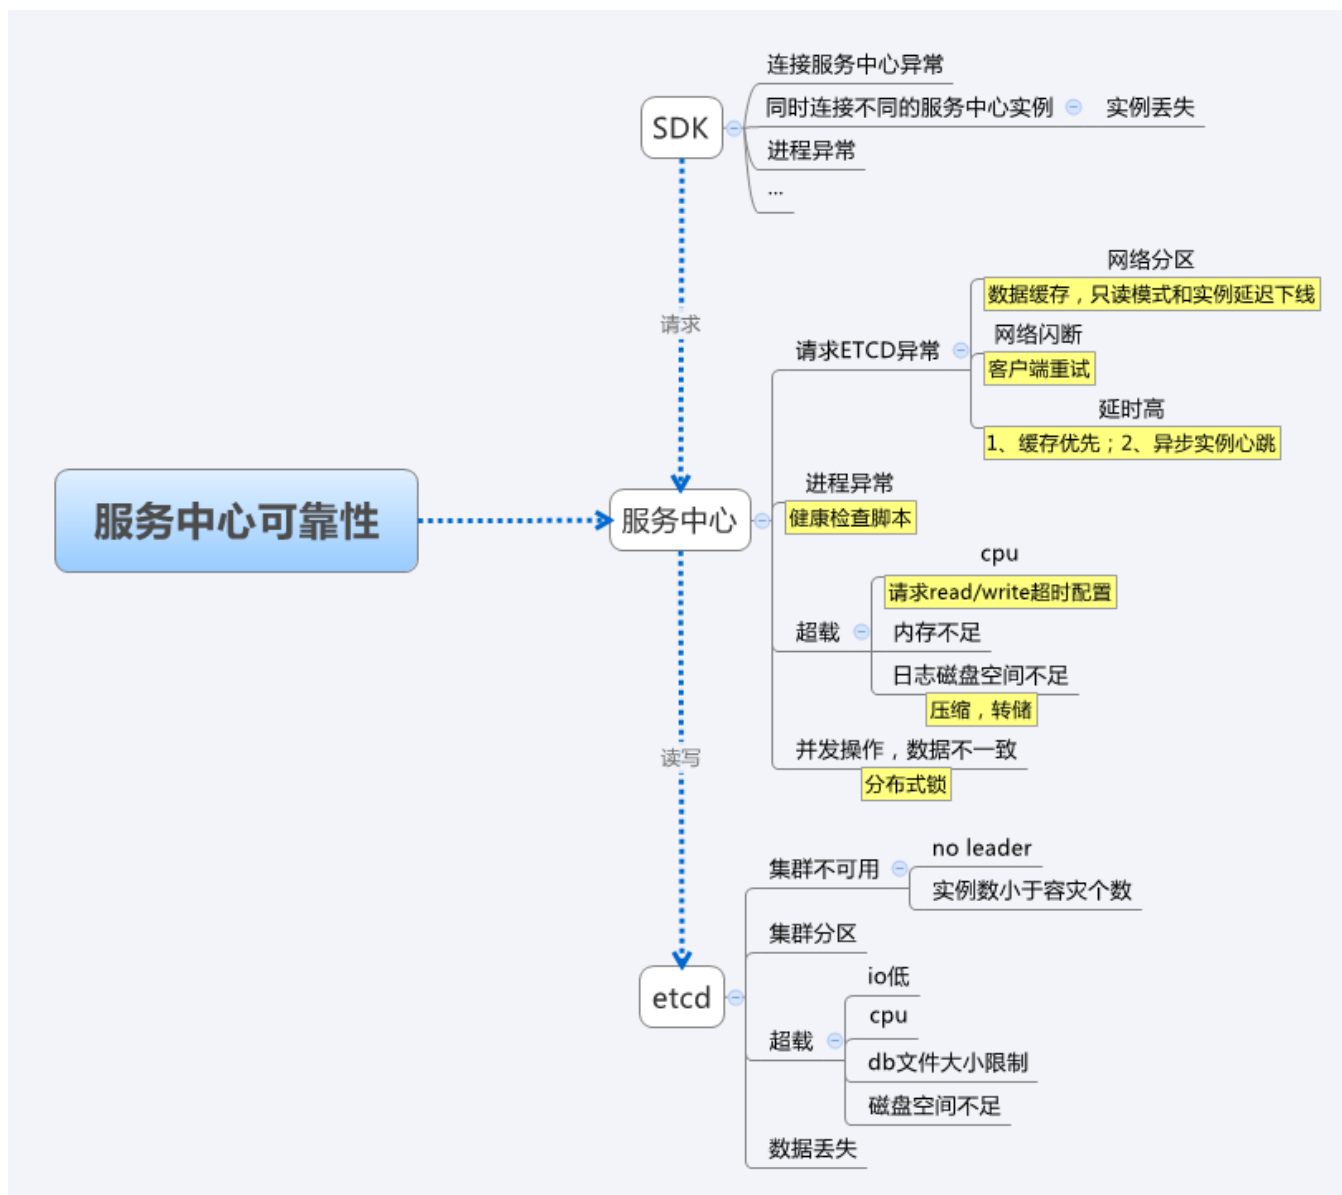 连接服务中心异常
同时连接不同的服务中心实例
实例丢失
SDK
进程异常
...
请求
网络分区
数据缓存，只读模式和实例延迟下线
请求ETCD异常
网络闪断
客户端重试
延时高
1、缓存优先；2、异步实例心跳
服务中心可靠性
服务中心
进程异常
健康检查脚本
cpu
请求read/write超时配置
超载
内存不足
日志磁盘空间不足
压缩，转储
并发操作，数据不一致
分布式锁
读写
集群不可用
no leader
实例数小于容灾个数
集群分区
etcd
io低
cpu
超载
db文件大小限制
磁盘空间不足
数据丢失